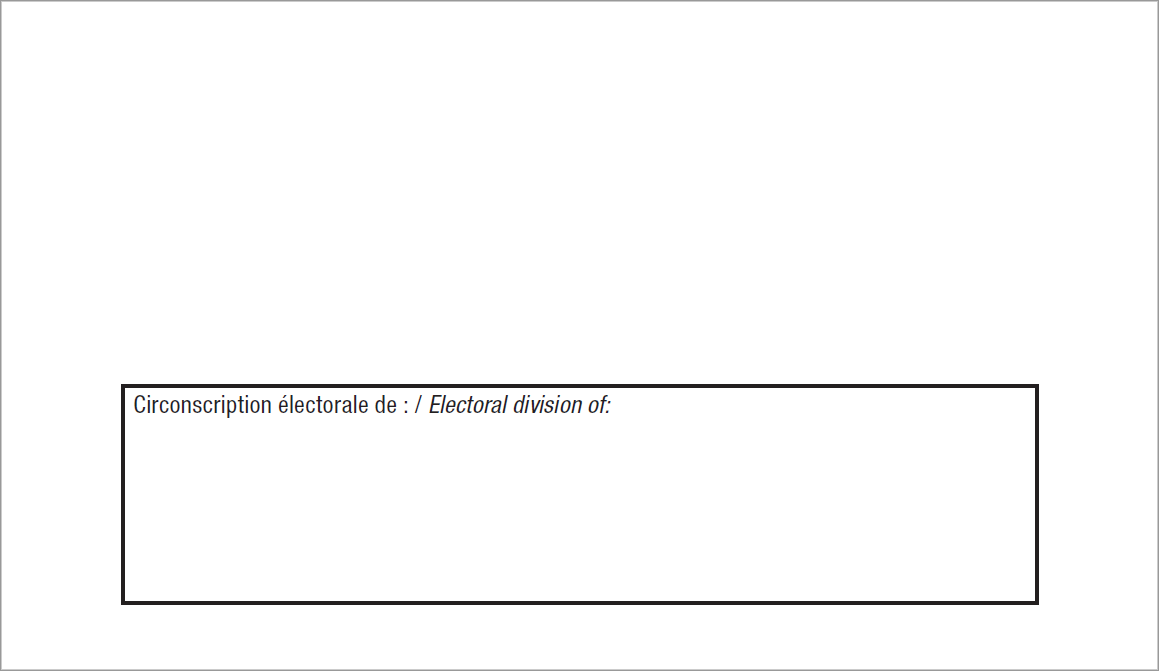 Circonscription électorale de : / Electoral division of: